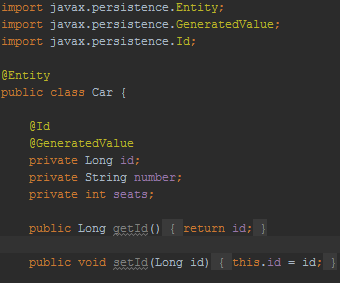 import javax.persistence.Entity;
import javax.persistence.GeneratedValue;
import javax.persistence.Id;
@Entity
public class Car {
@Id
@GeneratedValue
private Long id;
private String number;
private int seats;
public Long getId() { return id; }
public void setId(Long id) { this.id = id; }